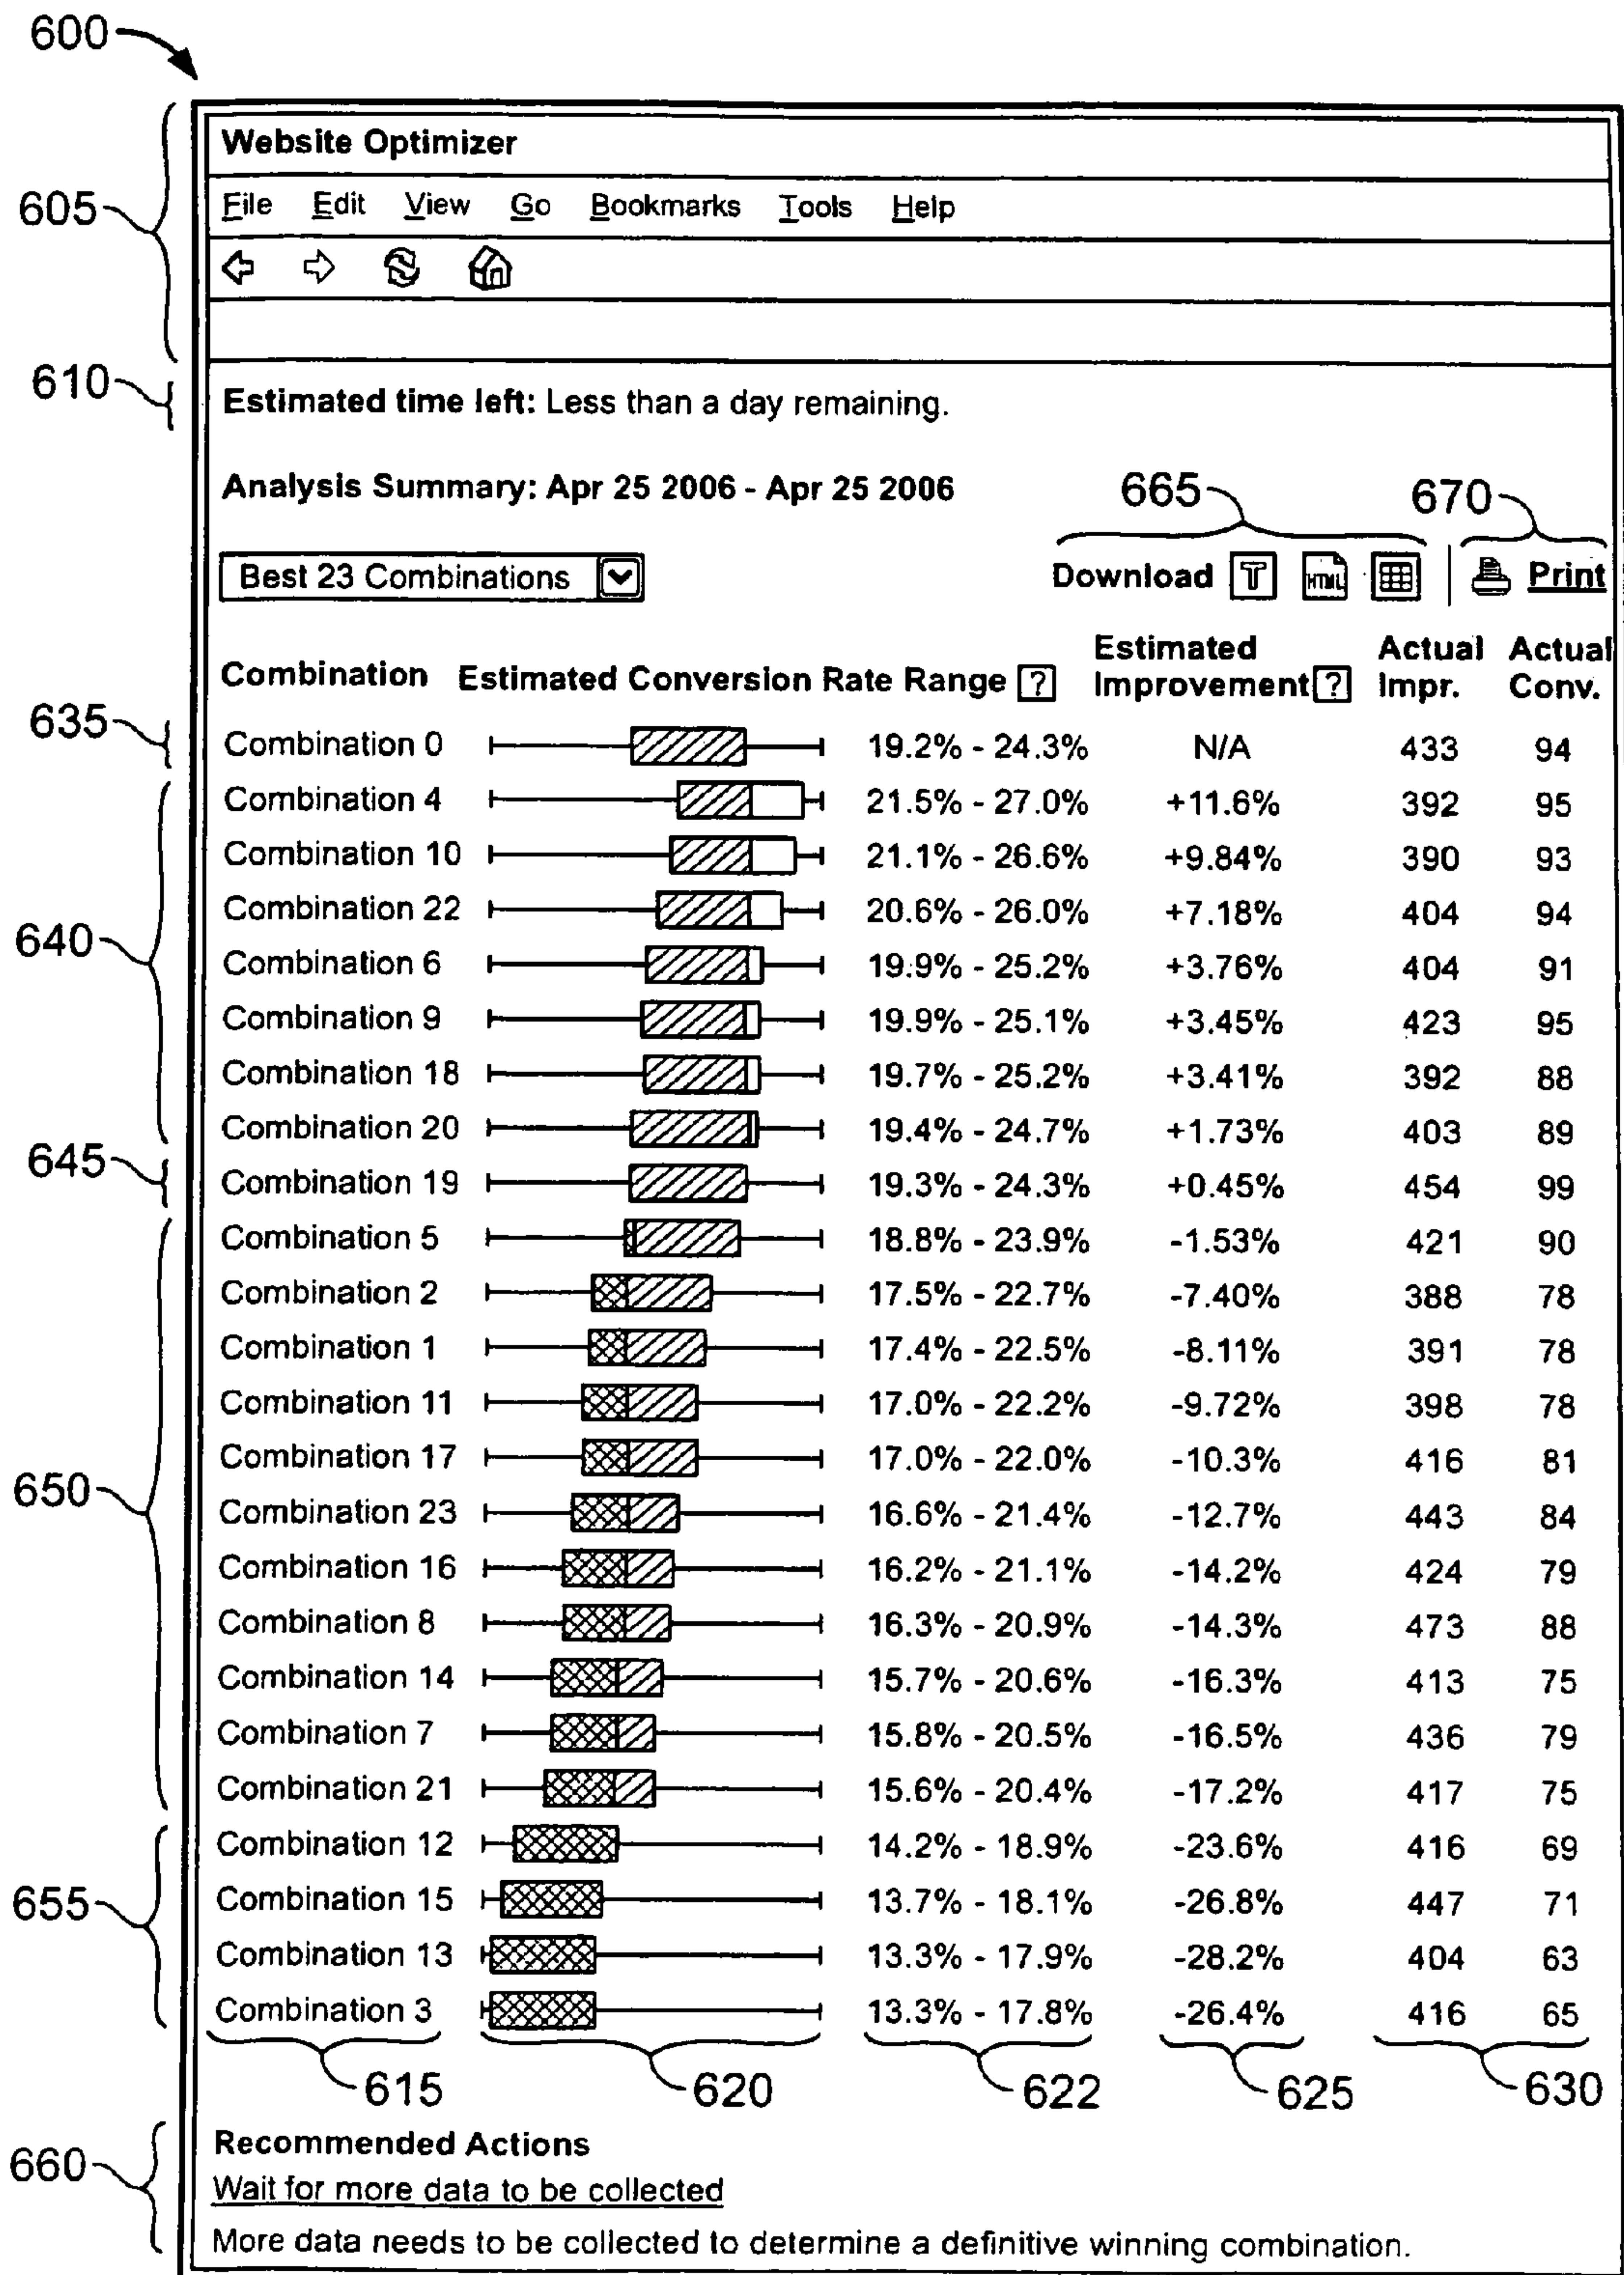 600
605
Website Optimizer
File Edit View Go Bookmarks Tools Help
610
Estimated time left: Less than a day remaining.
Analysis Summary: Apr 25 2006 - Apr 25 2006
665 670
Best 23 Combinations
Download T HTML Print
Combination Estimated Conversion Rate Range ? Estimated Improvement ? Actual Impr. Actual Conv.
635 Combination 0 19.2% - 24.3% N/A 433 94
Combination 4 21.5% - 27.0% +11.6% 392 95
Combination 10 21.1% - 26.6% +9.84% 390 93
Combination 22 20.6% - 26.0% +7.18% 404 94
640 Combination 6 19.9% - 25.2% +3.76% 404 91
Combination 9 19.9% - 25.1% +3.45% 423 95
Combination 18 19.7% - 25.2% +3.41% 392 88
Combination 20 19.4% - 24.7% +1.73% 403 89
645 Combination 19 19.3% - 24.3% +0.45% 454 99
Combination 5 18.8% - 23.9% -1.53% 421 90
Combination 2 17.5% - 22.7% -7.40% 388 78
Combination 1 17.4% - 22.5% -8.11% 391 78
Combination 11 17.0% - 22.2% -9.72% 398 78
Combination 17 17.0% - 22.0% -10.3% 416 81
650 Combination 23 16.6% - 21.4% -12.7% 443 84
Combination 16 16.2% - 21.1% -14.2% 424 79
Combination 8 16.3% - 20.9% -14.3% 473 88
Combination 14 15.7% - 20.6% -16.3% 413 75
Combination 7 15.8% - 20.5% -16.5% 436 79
Combination 21 15.6% - 20.4% -17.2% 417 75
Combination 12 14.2% - 18.9% -23.6% 416 69
655 Combination 15 13.7% - 18.1% -26.8% 447 71
Combination 13 13.3% - 17.9% -28.2% 404 63
Combination 3 13.3% - 17.8% -26.4% 416 65
615 620 622 625 630
660
Recommended Actions
Wait for more data to be collected
More data needs to be collected to determine a definitive winning combination.